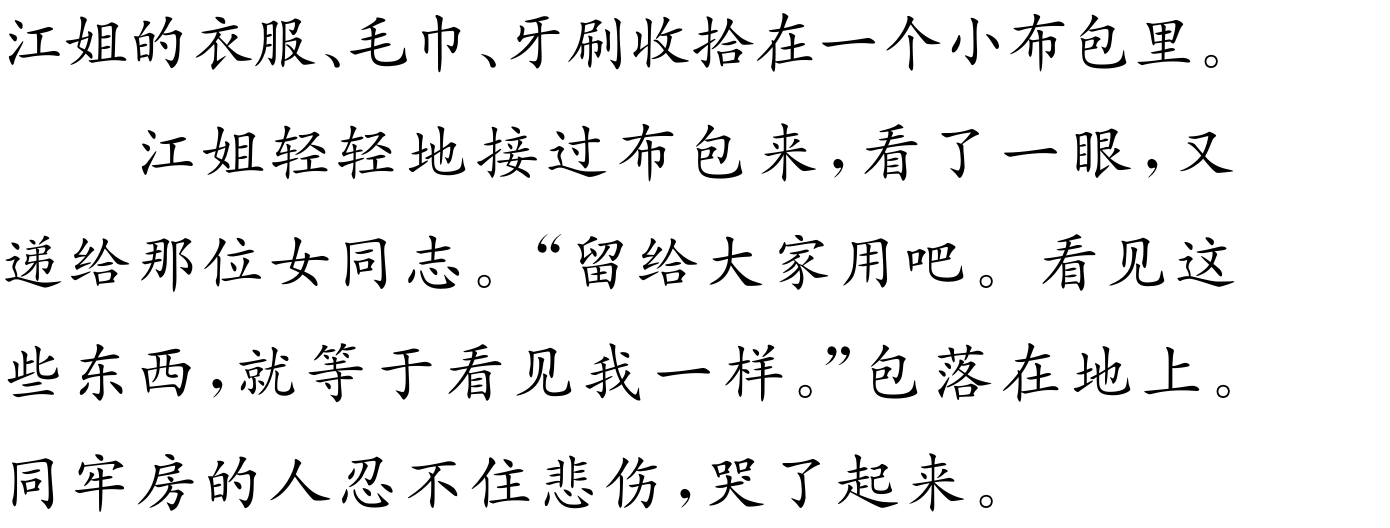 江姐的衣服、毛巾、牙刷收拾在一个小布包里。
江姐轻轻地接过布包来，看了一眼，又
递给那位女同志。“留给大家用吧。看见这
些东西，就等于看见我一样。”包落在地上。
同牢房的人忍不住悲伤，哭了起来。